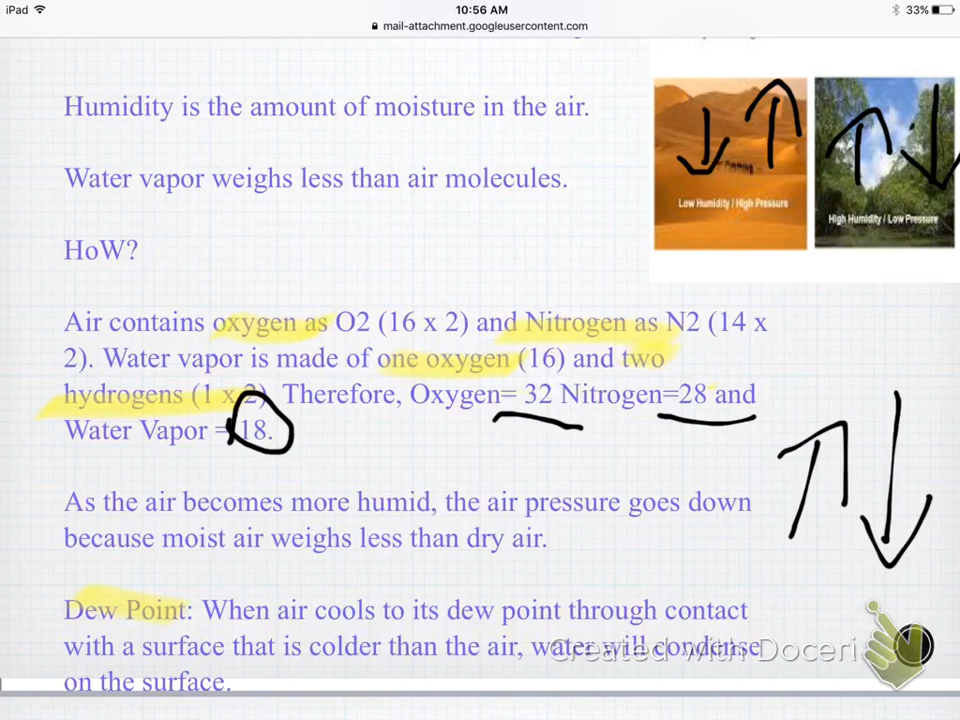 iPad 10:56 AM 33%
mail-attachment.googleusercontent.com
Humidity is the amount of moisture in the air.
Water vapor weighs less than air molecules.
HoW?
Low Humidity / High Pressure
High Humidity / Low Pressure
Air contains oxygen as O2 (16 x 2) and Nitrogen as N2 (14 x
2). Water vapor is made of one oxygen (16) and two
hydrogens (1 x 2). Therefore, Oxygen= 32 Nitrogen=28 and
Water Vapor = 18.
As the air becomes more humid, the air pressure goes down
because moist air weighs less than dry air.
Dew Point: When air cools to its dew point through contact
with a surface that is colder than the air, water will condense
on the surface.
Created with Doceri